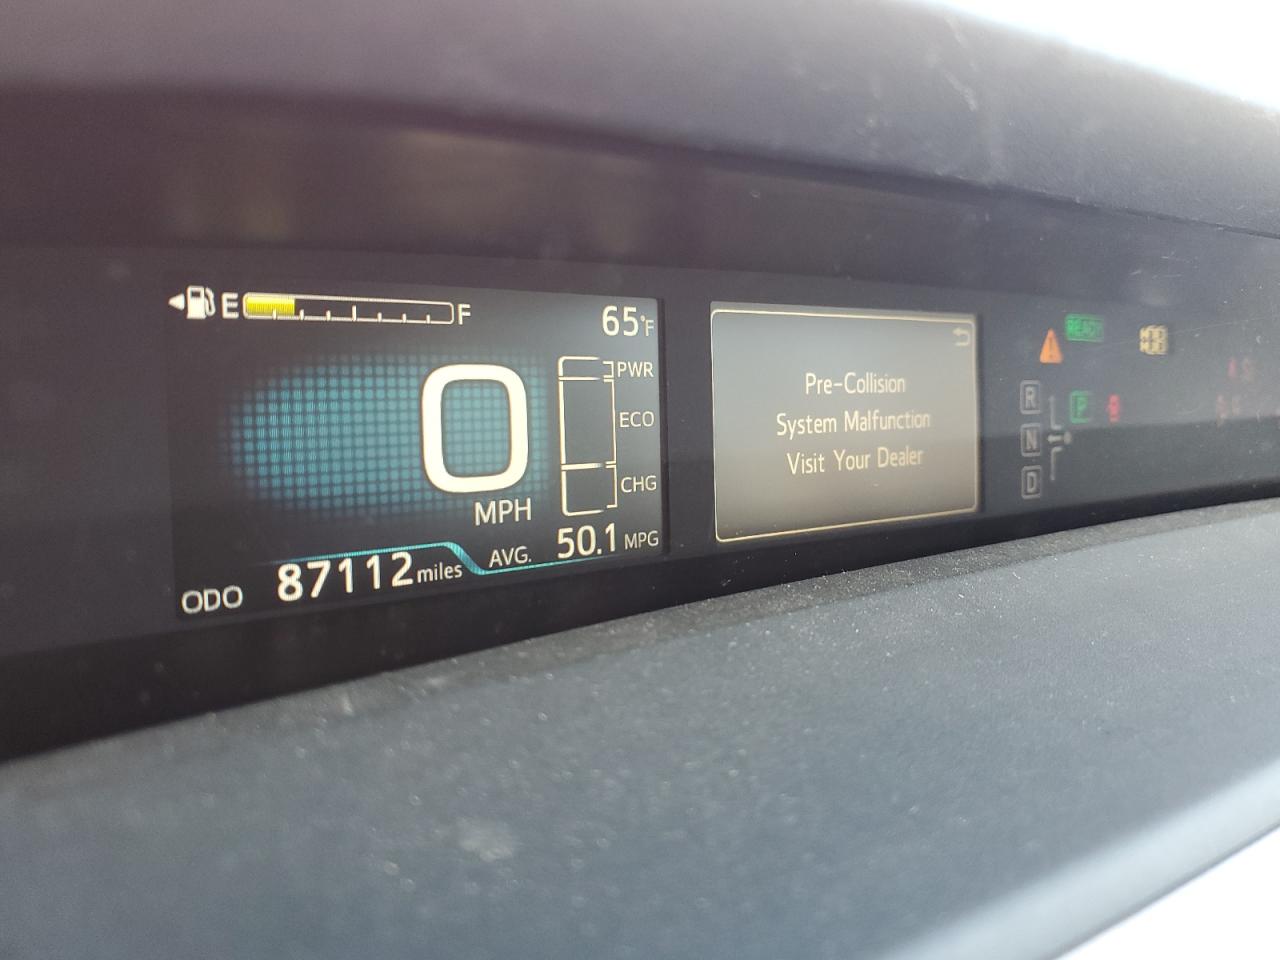 E F
65°F
0
MPH
PWR
ECO
CHG
AVG. 50.1 MPG
ODO 87112 miles
Pre-Collision
System Malfunction
Visit Your Dealer
READY
R
P
N
D